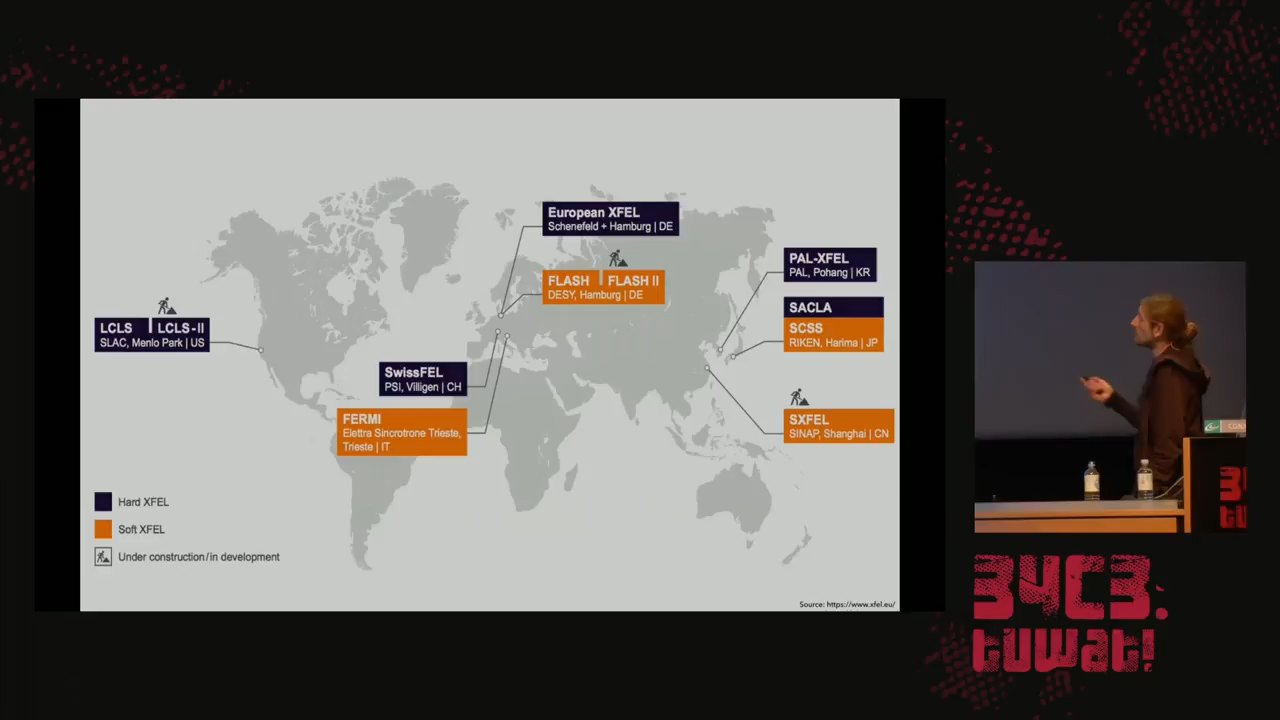 European XFEL
Schenefeld + Hamburg | DE
FLASH | FLASH II
DESY, Hamburg | DE
PAL-XFEL
PAL, Pohang | KR
SACLA
SCSS
RIKEN, Harima | JP
LCLS | LCLS-II
SLAC, Menlo Park | US
SwissFEL
PSI, Villigen | CH
FERMI
Elettra Sincrotrone Trieste,
Trieste | IT
SXFEL
SINAP, Shanghai | CN
Hard XFEL
Soft XFEL
Under construction/in development
Source: https://www.xfel.eu/
34C3.
tuwat!